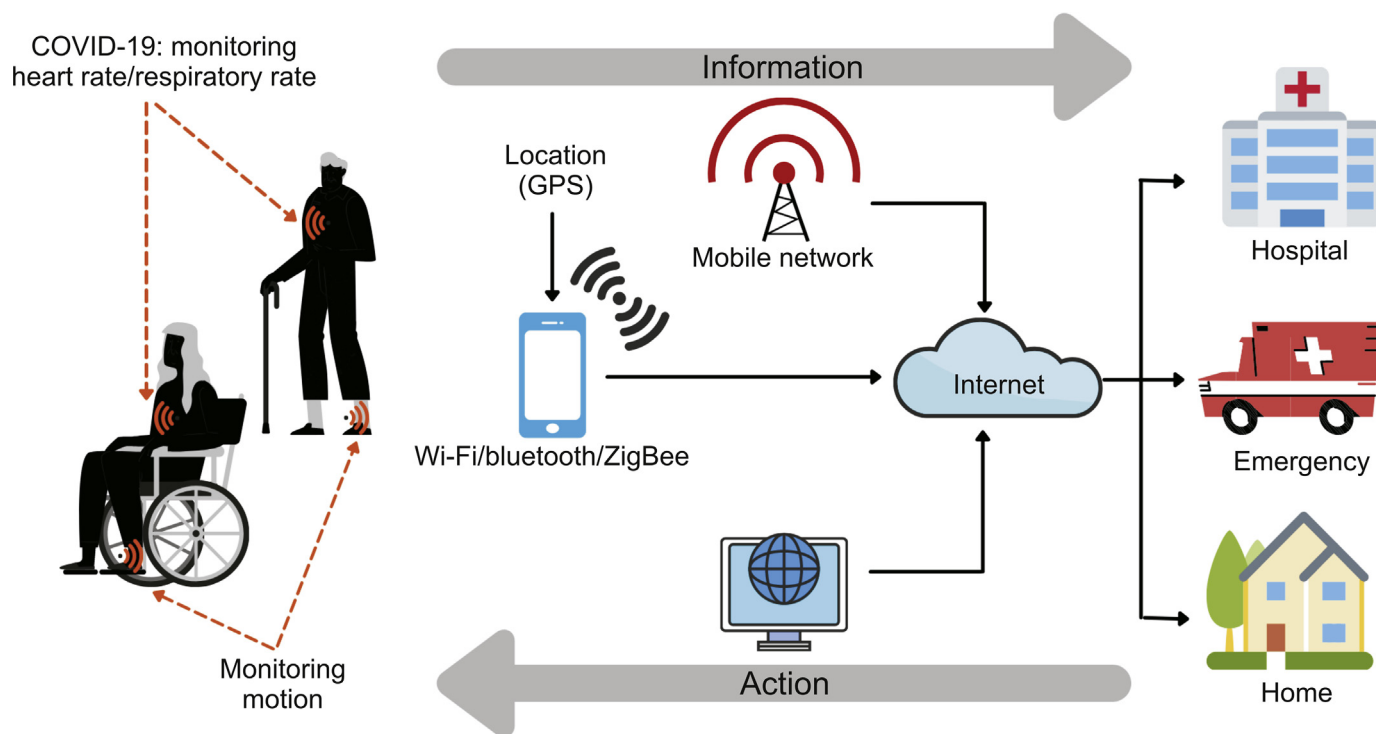 COVID-19: monitoring
heart rate/respiratory rate
Information
Location
(GPS)
Mobile network
Hospital
Internet
Wi-Fi/bluetooth/ZigBee
Emergency
Monitoring
motion
Action
Home